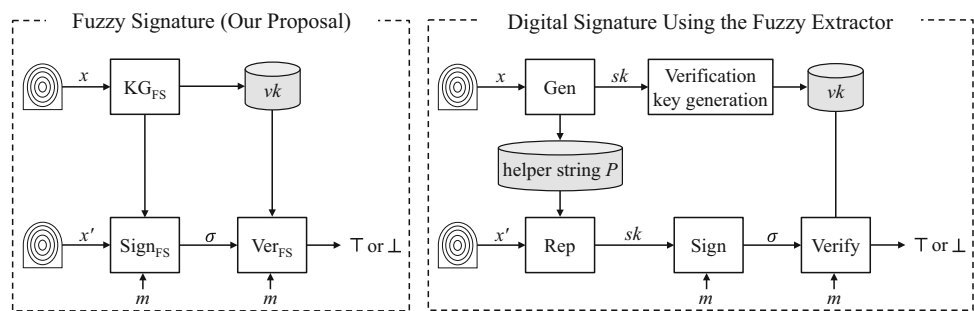 Fuzzy Signature (Our Proposal)
x
KG_FS
vk
x′
Sign_FS
σ
Ver_FS
⊤ or ⊥
m
m
Digital Signature Using the Fuzzy Extractor
x
Gen
sk
Verification
key generation
vk
helper string P
x′
Rep
sk
Sign
σ
Verify
⊤ or ⊥
m
m